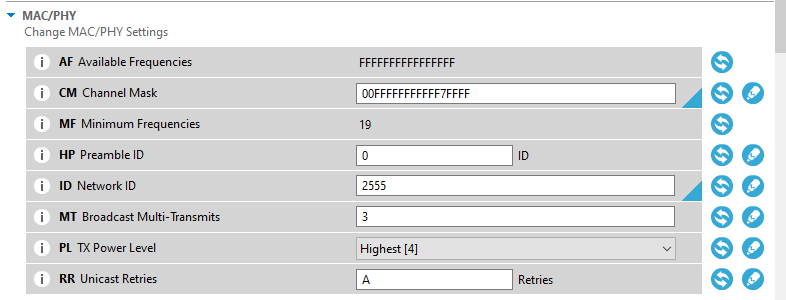 MAC/PHY
Change MAC/PHY Settings
i AF Available Frequencies FFFFFFFFFFFFFFFF
i CM Channel Mask 00FFFFFFFFFFF7FFFF
i MF Minimum Frequencies 19
i HP Preamble ID 0 ID
i ID Network ID 2555
i MT Broadcast Multi-Transmits 3
i PL TX Power Level Highest [4]
i RR Unicast Retries A Retries